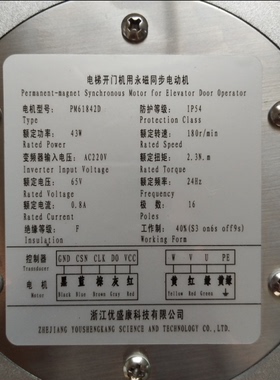 电梯开门机用永磁同步电动机
Permanent-magnet Synchronous Motor for Elevator Door Operator
电机型号: PM61842D 防护等级: IP54
Type Protection Class
额定功率: 43W 额定转速: 180r/min
Rated Power Rated Speed
变频器输入电压: AC220V 额定扭矩: 2.3N.m
Inverter Input Voltage Rated Torque
额定电压: 65V 额定频率: 24Hz
Rated Voltage Frequency
额定电流: 0.8A 极 数: 16
Rated Current Poles
绝缘等级: F 工作制: 40%(S3 on6s off9s)
Insulation Working Form
控制器 GND CSN CLK DO VCC W V U PE
Transducer
电 机 黑 蓝 棕 灰 红 黄 红 绿 黄绿
Motor Black Blue Brown Gray Red Yellow Red Green
浙江优盛康科技有限公司
ZHEJIANG YOUSHENGKANG SCIENCE AND TECHNOLOGY CO., LTD.